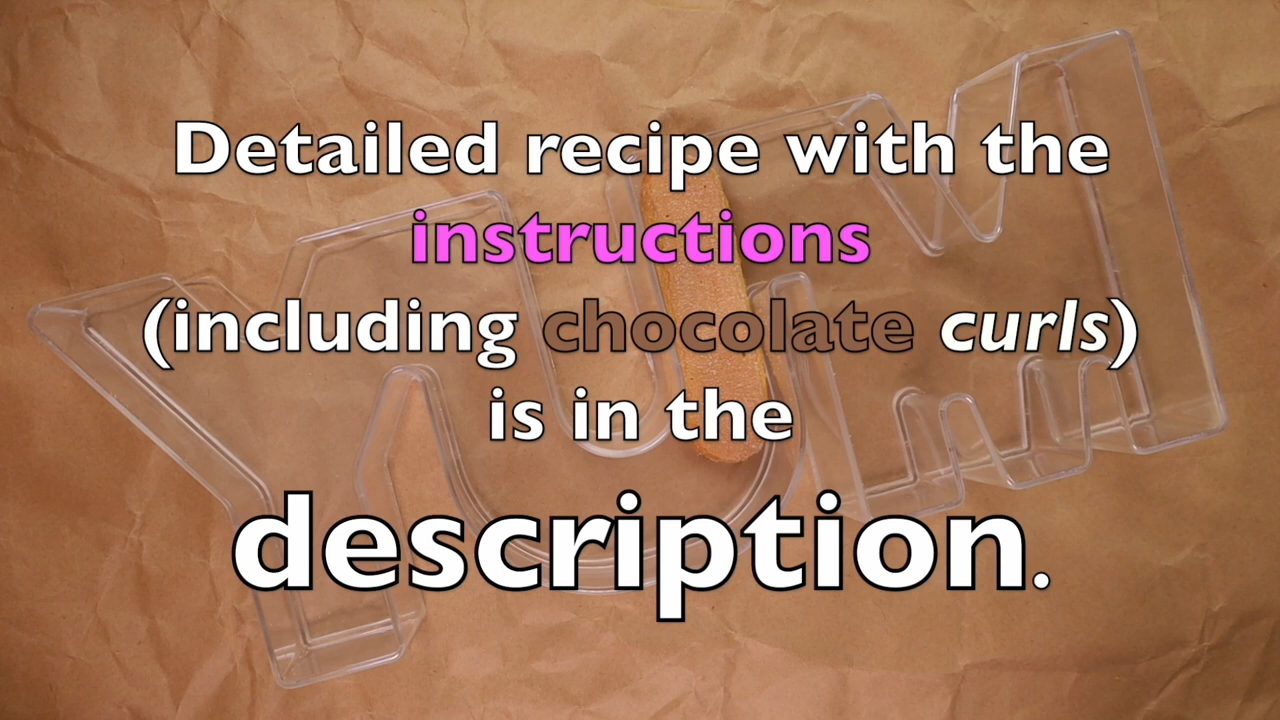 Detailed recipe with the
instructions
(including chocolate curls)
is in the
description.